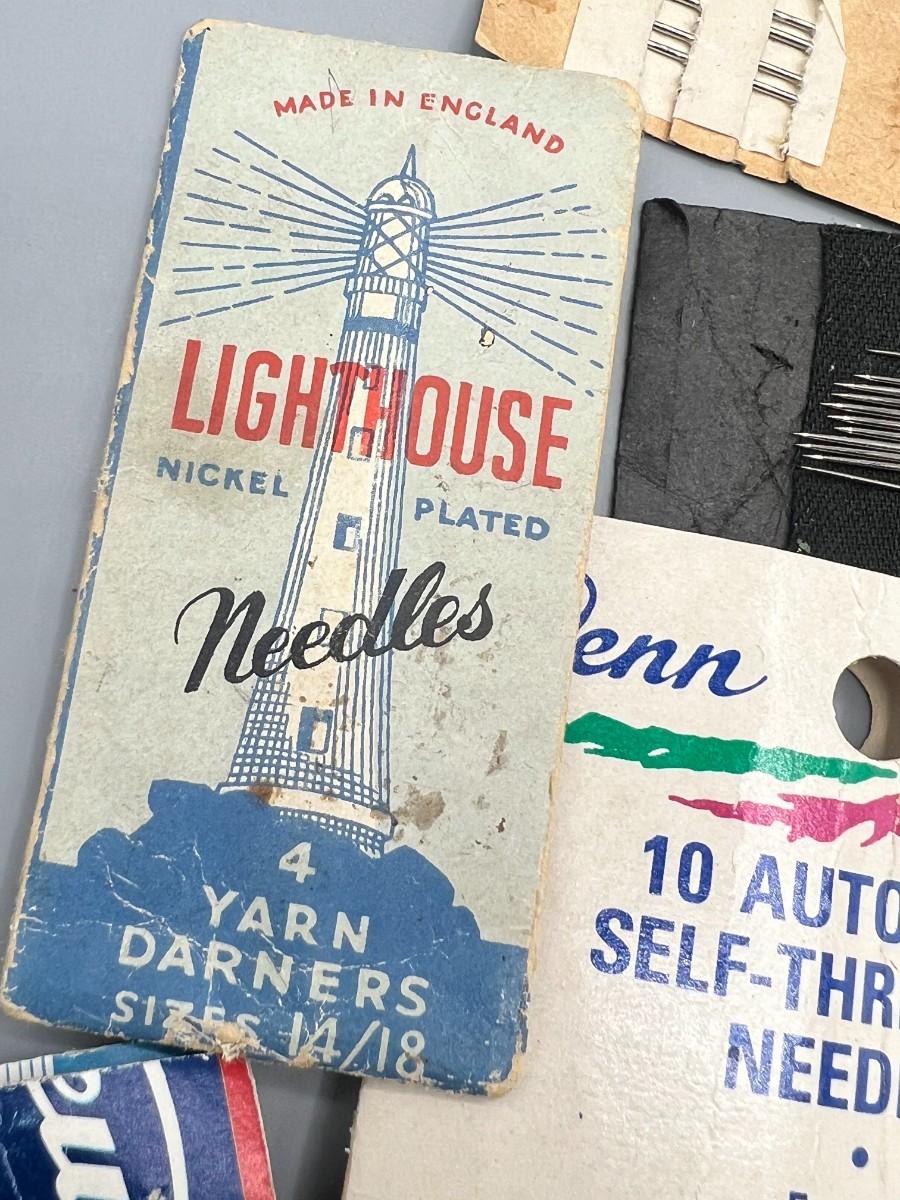 MADE IN ENGLAND
LIGHTHOUSE
NICKEL PLATED
Needles
4
YARN
DARNERS
SIZES 14/18
enn
10 AUTO
SELF-THR
NEED